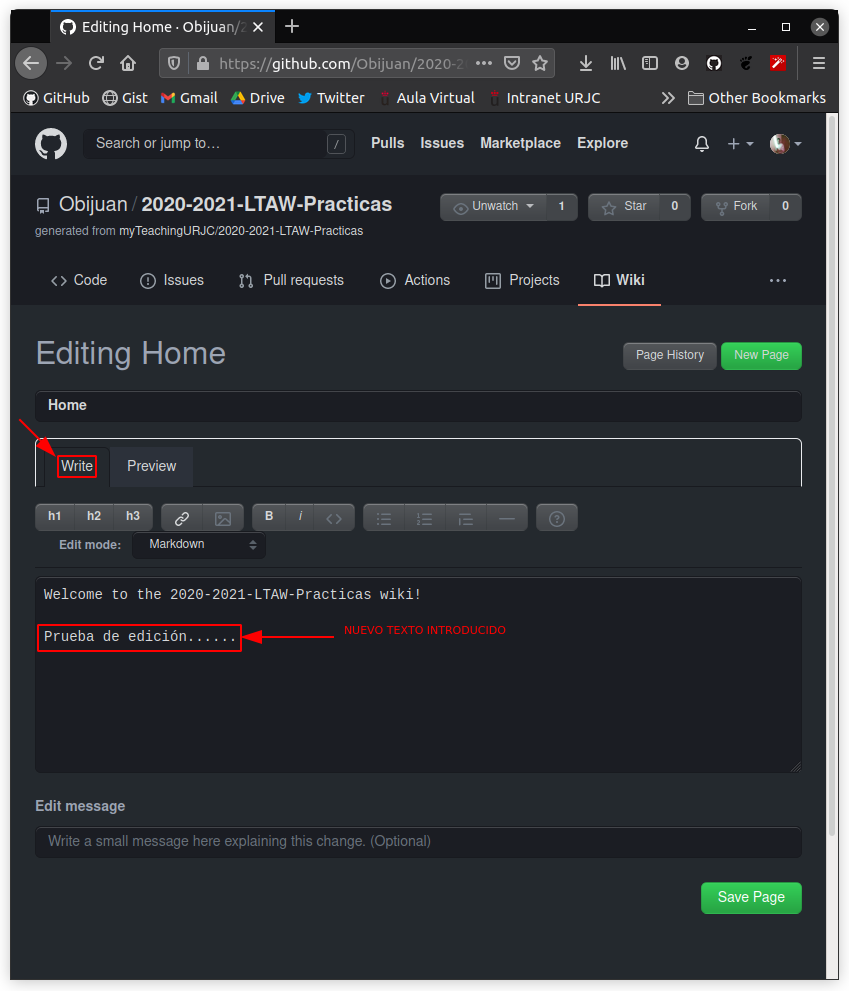 Editing Home · Obijuan/2
https://github.com/Obijuan/2020-2
GitHub Gist Gmail Drive Twitter Aula Virtual Intranet URJC Other Bookmarks
Search or jump to… / Pulls Issues Marketplace Explore
Obijuan / 2020-2021-LTAW-Practicas Unwatch 1 Star 0 Fork 0
generated from myTeachingURJC/2020-2021-LTAW-Practicas
Code Issues Pull requests Actions Projects Wiki
Editing Home Page History New Page
Home
Write Preview
h1 h2 h3 B i
Edit mode: Markdown
Welcome to the 2020-2021-LTAW-Practicas wiki!
Prueba de edición...... NUEVO TEXTO INTRODUCIDO
Edit message
Write a small message here explaining this change. (Optional)
Save Page